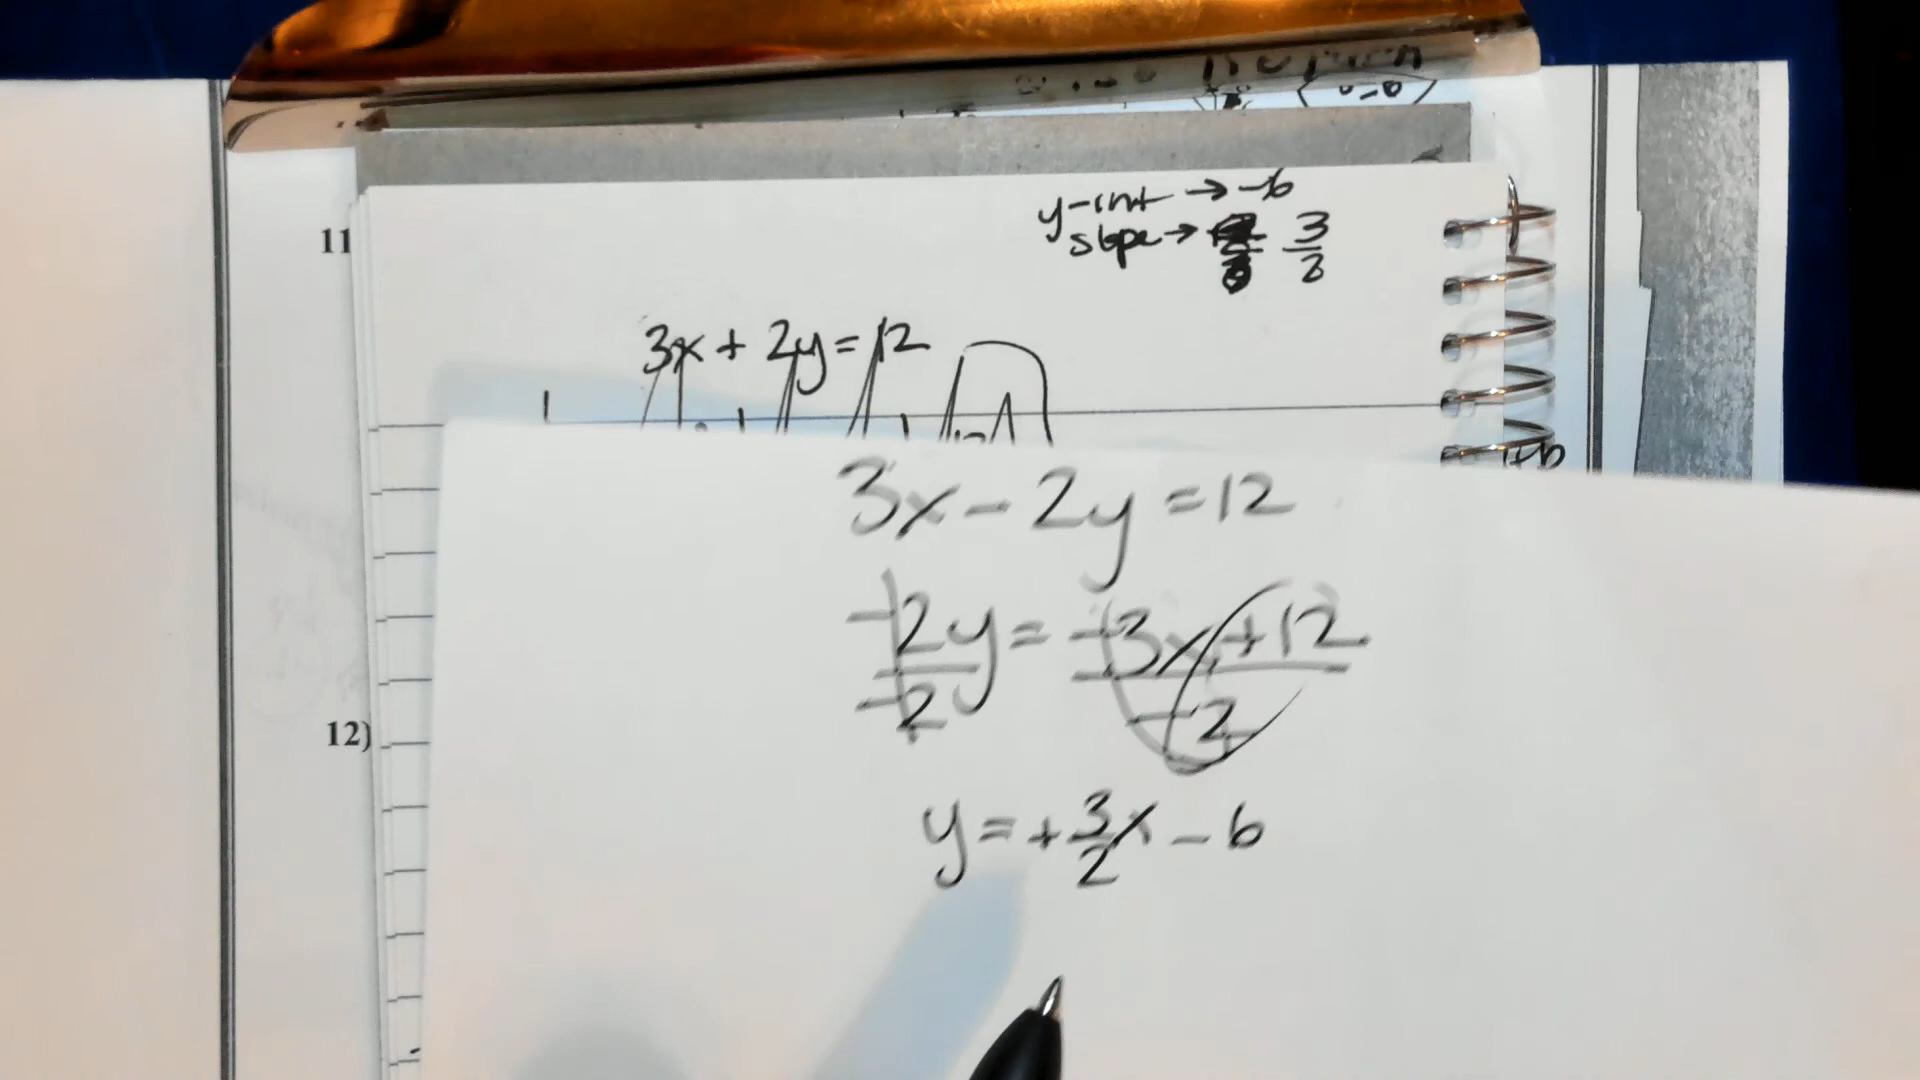 y-int → -6
slope → 3/2
11
3x + 2y = 12
3x - 2y = 12
-2y = -3x + 12
-2 -2
12)
y = + 3/2 x - 6